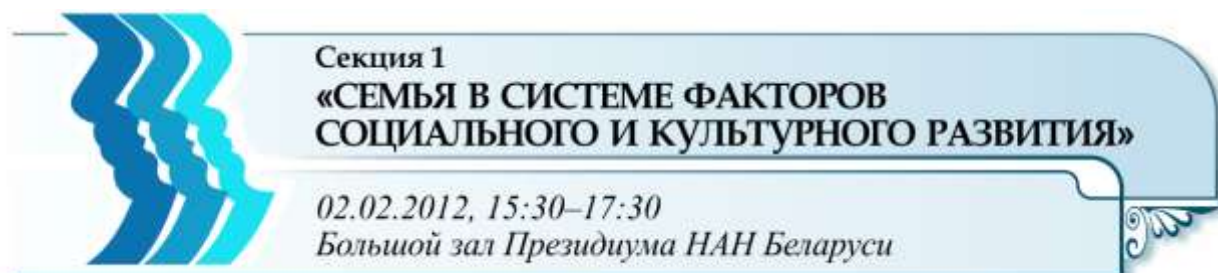 Секция 1
«СЕМЬЯ В СИСТЕМЕ ФАКТОРОВ
СОЦИАЛЬНОГО И КУЛЬТУРНОГО РАЗВИТИЯ»
02.02.2012, 15:30–17:30
Большой зал Президиума НАН Беларуси